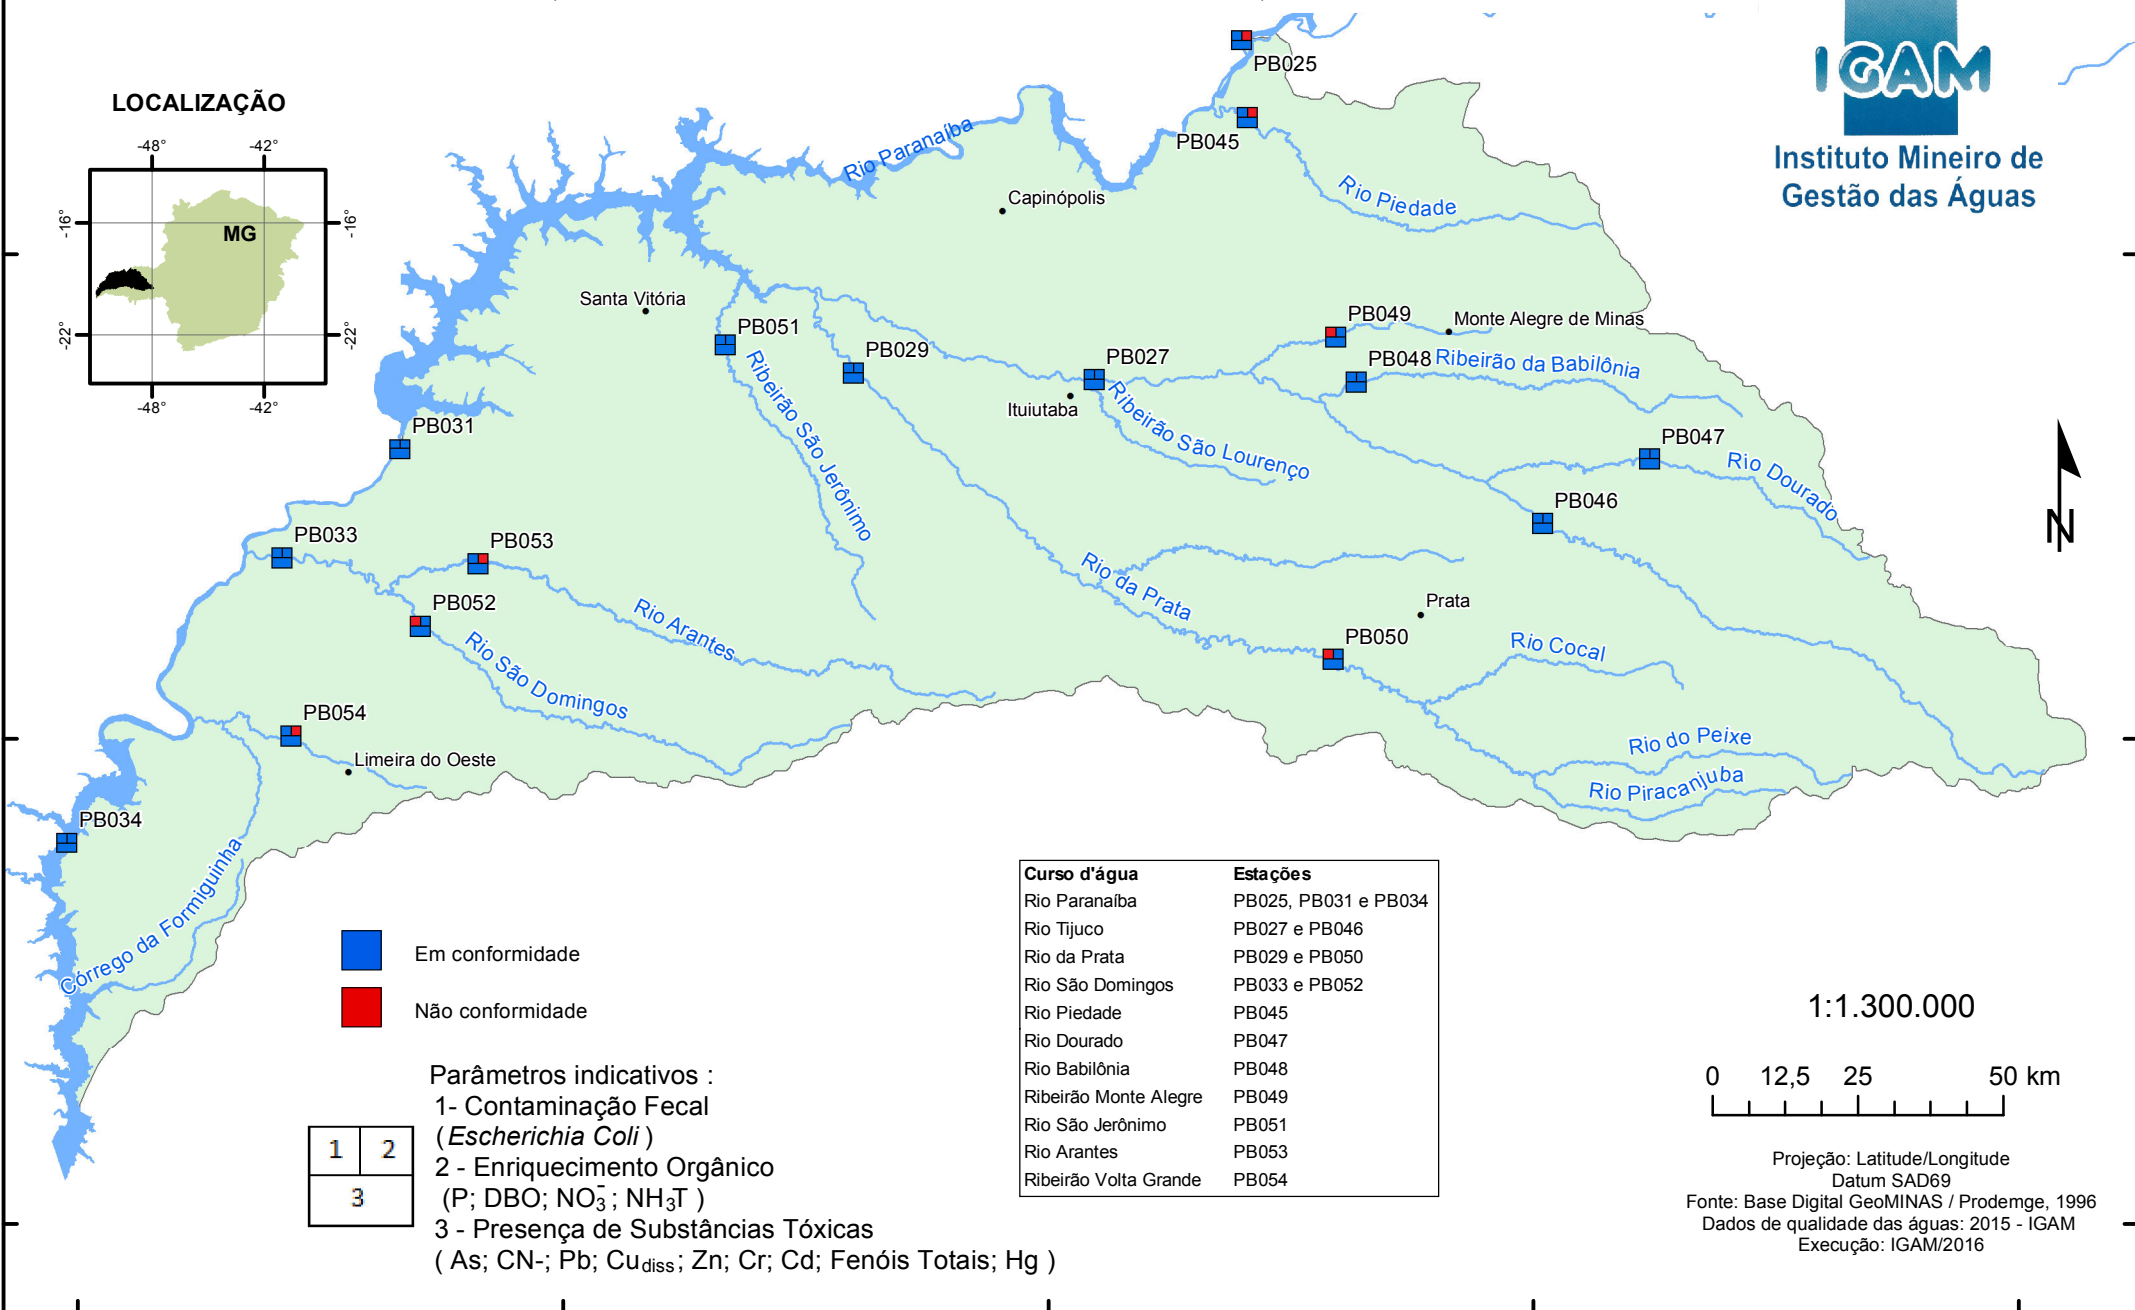 IGAM
Instituto Mineiro de
Gestão das Águas
LOCALIZAÇÃO
-48° -42°
-16° -16°
MG
-22° -22°
-48° -42°
PB025
PB045
Rio Paranaíba
Rio Piedade
Capinópolis
Santa Vitória
PB051
PB029
PB027
PB049
Monte Alegre de Minas
PB048
Ribeirão da Babilônia
Ituiutaba
Ribeirão São Lourenço
Ribeirão São Jerônimo
PB031
PB047
Rio Dourado
PB046
N
PB033
PB053
PB052
Rio Arantes
Rio São Domingos
Rio da Prata
Prata
PB050
Rio Cocal
Rio do Peixe
Rio Piracanjuba
PB054
Limeira do Oeste
PB034
Córrego da Formiguinha
Em conformidade
Não conformidade
Parâmetros indicativos :
1- Contaminação Fecal
(Escherichia Coli )
2 - Enriquecimento Orgânico
(P; DBO; NO3-; NH3T )
3 - Presença de Substâncias Tóxicas
( As; CN-; Pb; Cudiss; Zn; Cr; Cd; Fenóis Totais; Hg )
1 2
3
Curso d'água Estações
Rio Paranaíba PB025, PB031 e PB034
Rio Tijuco PB027 e PB046
Rio da Prata PB029 e PB050
Rio São Domingos PB033 e PB052
Rio Piedade PB045
Rio Dourado PB047
Rio Babilônia PB048
Ribeirão Monte Alegre PB049
Rio São Jerônimo PB051
Rio Arantes PB053
Ribeirão Volta Grande PB054
1:1.300.000
0 12,5 25 50 km
Projeção: Latitude/Longitude
Datum SAD69
Fonte: Base Digital GeoMINAS / Prodemge, 1996
Dados de qualidade das águas: 2015 - IGAM
Execução: IGAM/2016